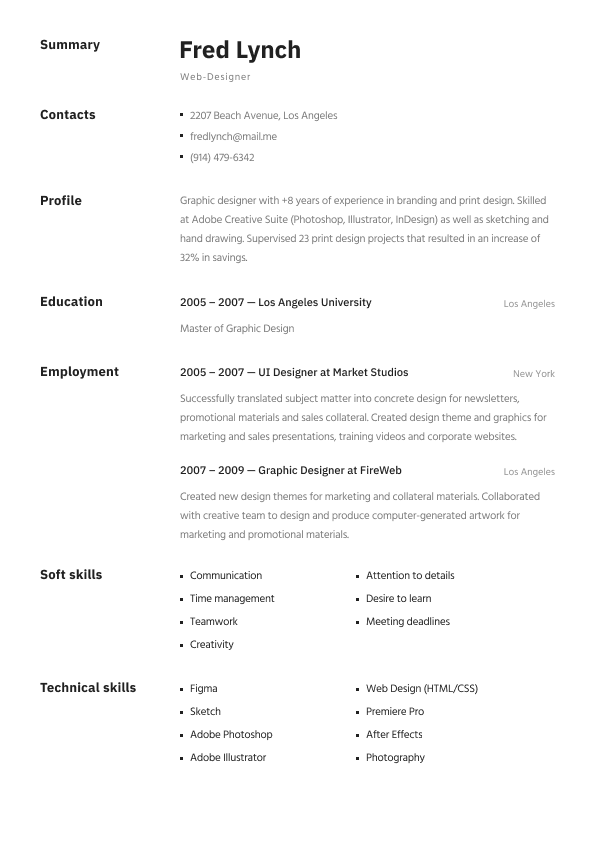 Summary
Fred Lynch
Web-Designer
Contacts
2207 Beach Avenue, Los Angeles
fredlynch@mail.me
(914) 479-6342
Profile
Graphic designer with +8 years of experience in branding and print design. Skilled
at Adobe Creative Suite (Photoshop, Illustrator, InDesign) as well as sketching and
hand drawing. Supervised 23 print design projects that resulted in an increase of
32% in savings.
Education
2005 – 2007 — Los Angeles University
Los Angeles
Master of Graphic Design
Employment
2005 – 2007 — UI Designer at Market Studios
New York
Successfully translated subject matter into concrete design for newsletters,
promotional materials and sales collateral. Created design theme and graphics for
marketing and sales presentations, training videos and corporate websites.
2007 – 2009 — Graphic Designer at FireWeb
Los Angeles
Created new design themes for marketing and collateral materials. Collaborated
with creative team to design and produce computer-generated artwork for
marketing and promotional materials.
Soft skills
Communication
Time management
Teamwork
Creativity
Attention to details
Desire to learn
Meeting deadlines
Technical skills
Figma
Sketch
Adobe Photoshop
Adobe Illustrator
Web Design (HTML/CSS)
Premiere Pro
After Effects
Photography